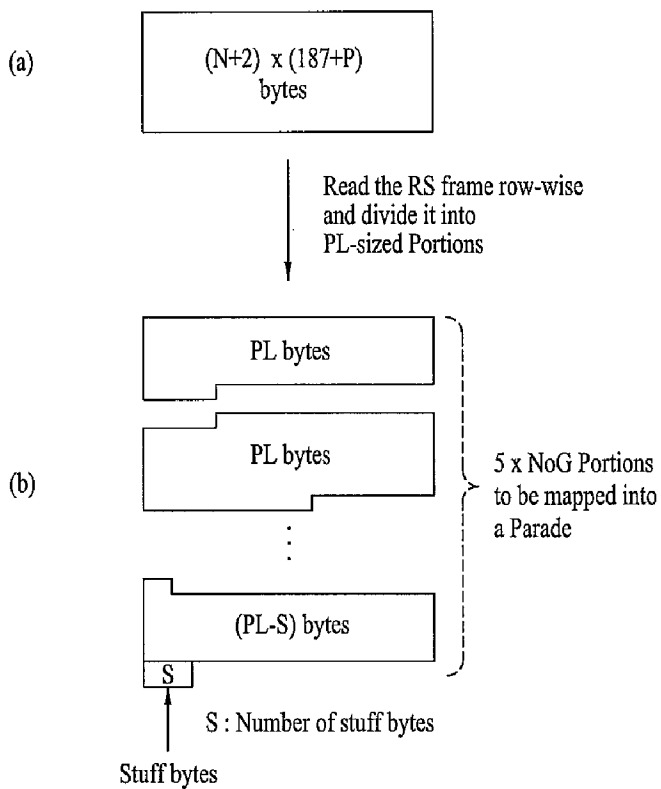 (a)
(N+2) x (187+P)
bytes
Read the RS frame row-wise
and divide it into
PL-sized Portions
PL bytes
PL bytes
(b)
5 x NoG Portions
to be mapped into
a Parade
(PL-S) bytes
S
S : Number of stuff bytes
Stuff bytes